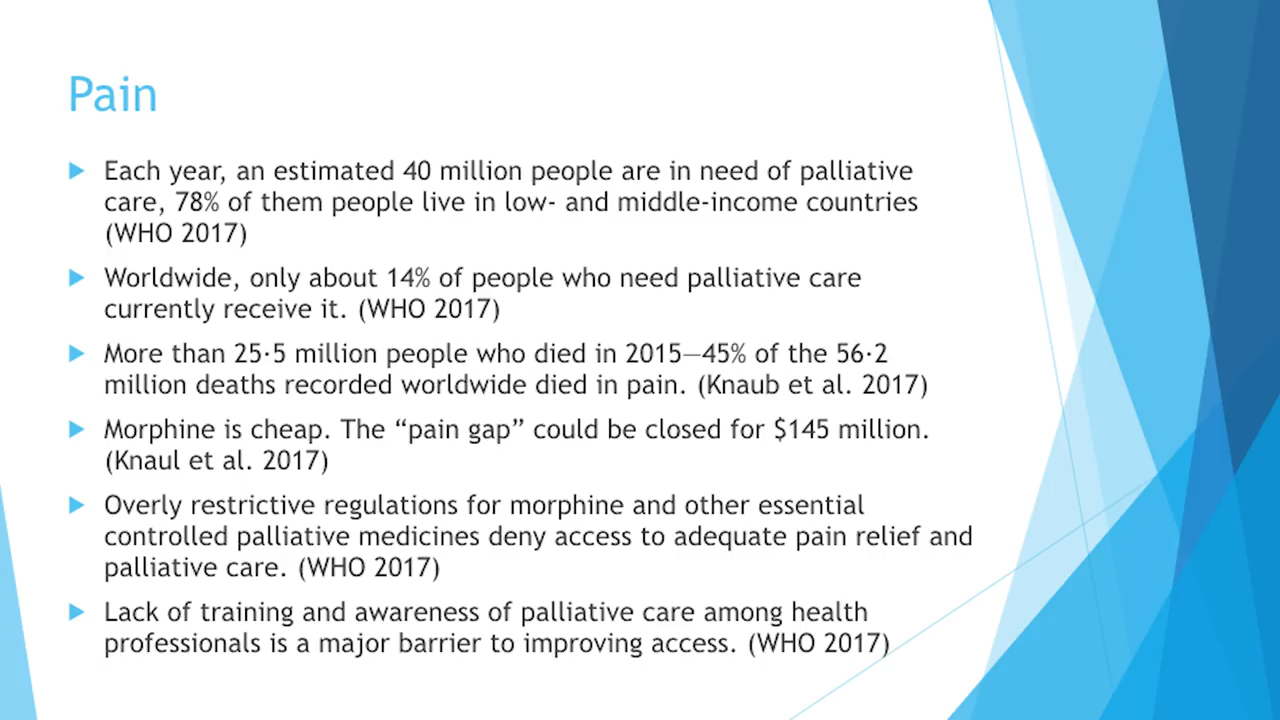 Pain
Each year, an estimated 40 million people are in need of palliative
care, 78% of them people live in low- and middle-income countries
(WHO 2017)
Worldwide, only about 14% of people who need palliative care
currently receive it. (WHO 2017)
More than 25·5 million people who died in 2015—45% of the 56·2
million deaths recorded worldwide died in pain. (Knaub et al. 2017)
Morphine is cheap. The “pain gap” could be closed for $145 million.
(Knaul et al. 2017)
Overly restrictive regulations for morphine and other essential
controlled palliative medicines deny access to adequate pain relief and
palliative care. (WHO 2017)
Lack of training and awareness of palliative care among health
professionals is a major barrier to improving access. (WHO 2017)